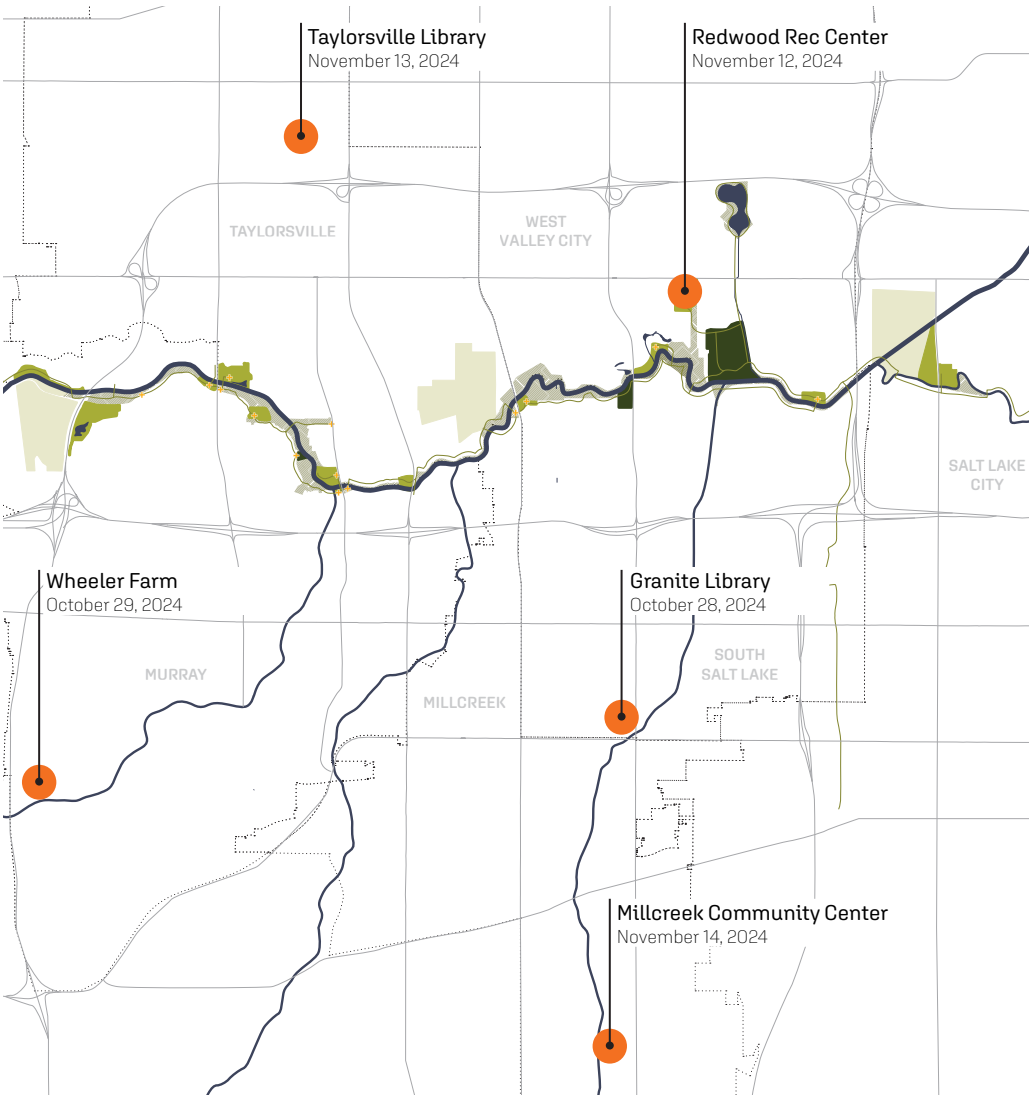 Taylorsville Library
November 13, 2024
Redwood Rec Center
November 12, 2024
TAYLORSVILLE
WEST
VALLEY CITY
SALT LAKE
CITY
Wheeler Farm
October 29, 2024
Granite Library
October 28, 2024
MURRAY
MILLCREEK
SOUTH
SALT LAKE
Millcreek Community Center
November 14, 2024